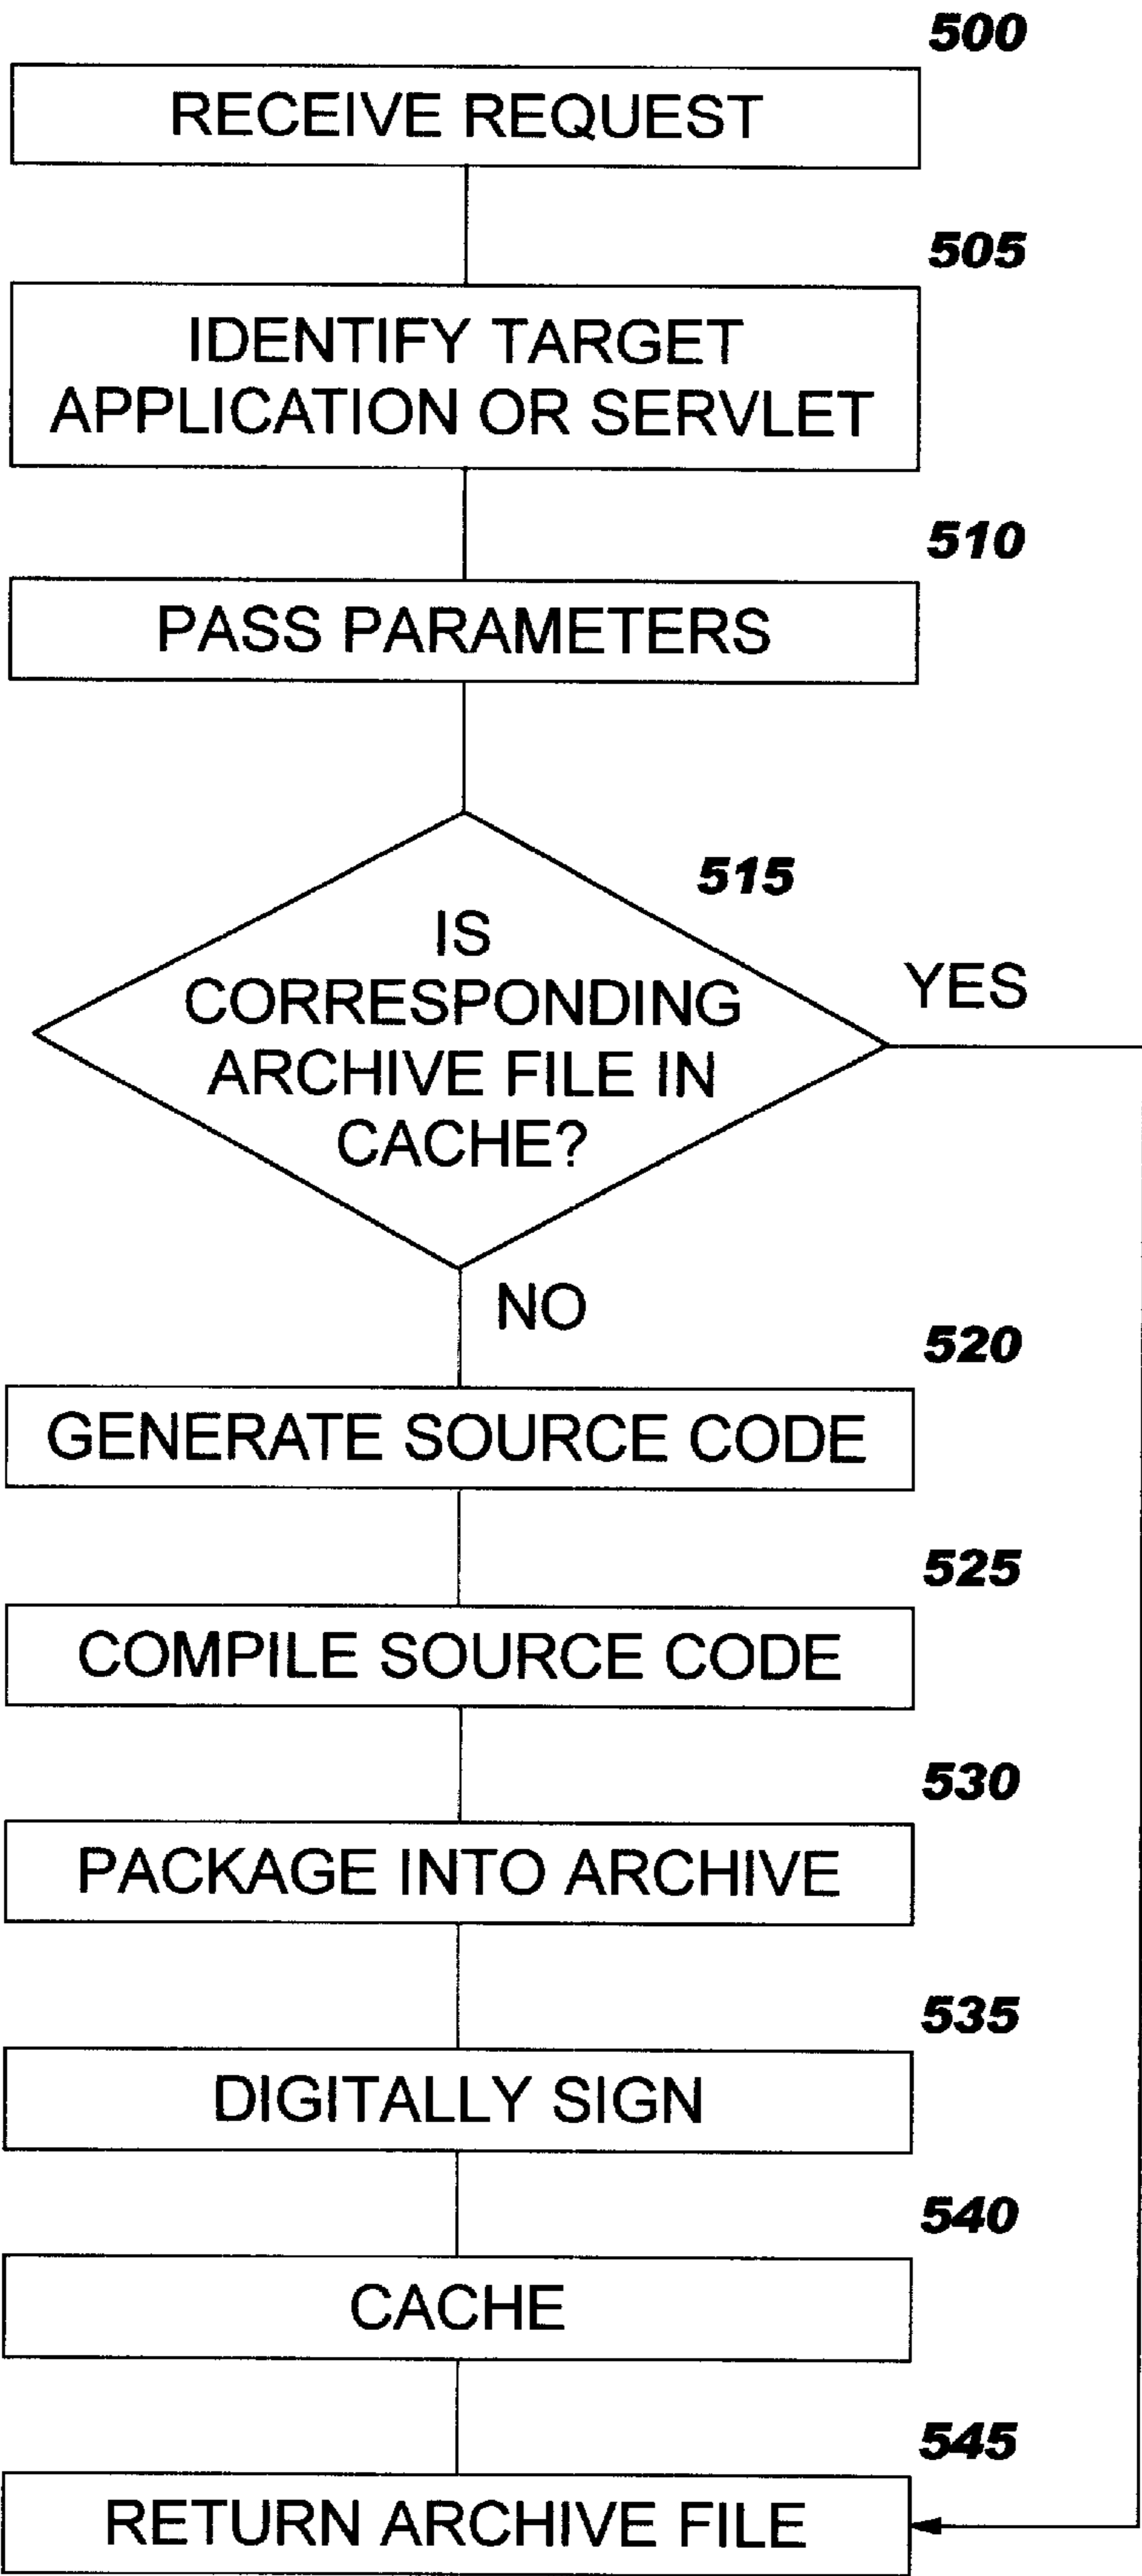 500
RECEIVE REQUEST
505
IDENTIFY TARGET
APPLICATION OR SERVLET
510
PASS PARAMETERS
515
IS
CORRESPONDING
ARCHIVE FILE IN
CACHE?
YES
NO
520
GENERATE SOURCE CODE
525
COMPILE SOURCE CODE
530
PACKAGE INTO ARCHIVE
535
DIGITALLY SIGN
540
CACHE
545
RETURN ARCHIVE FILE